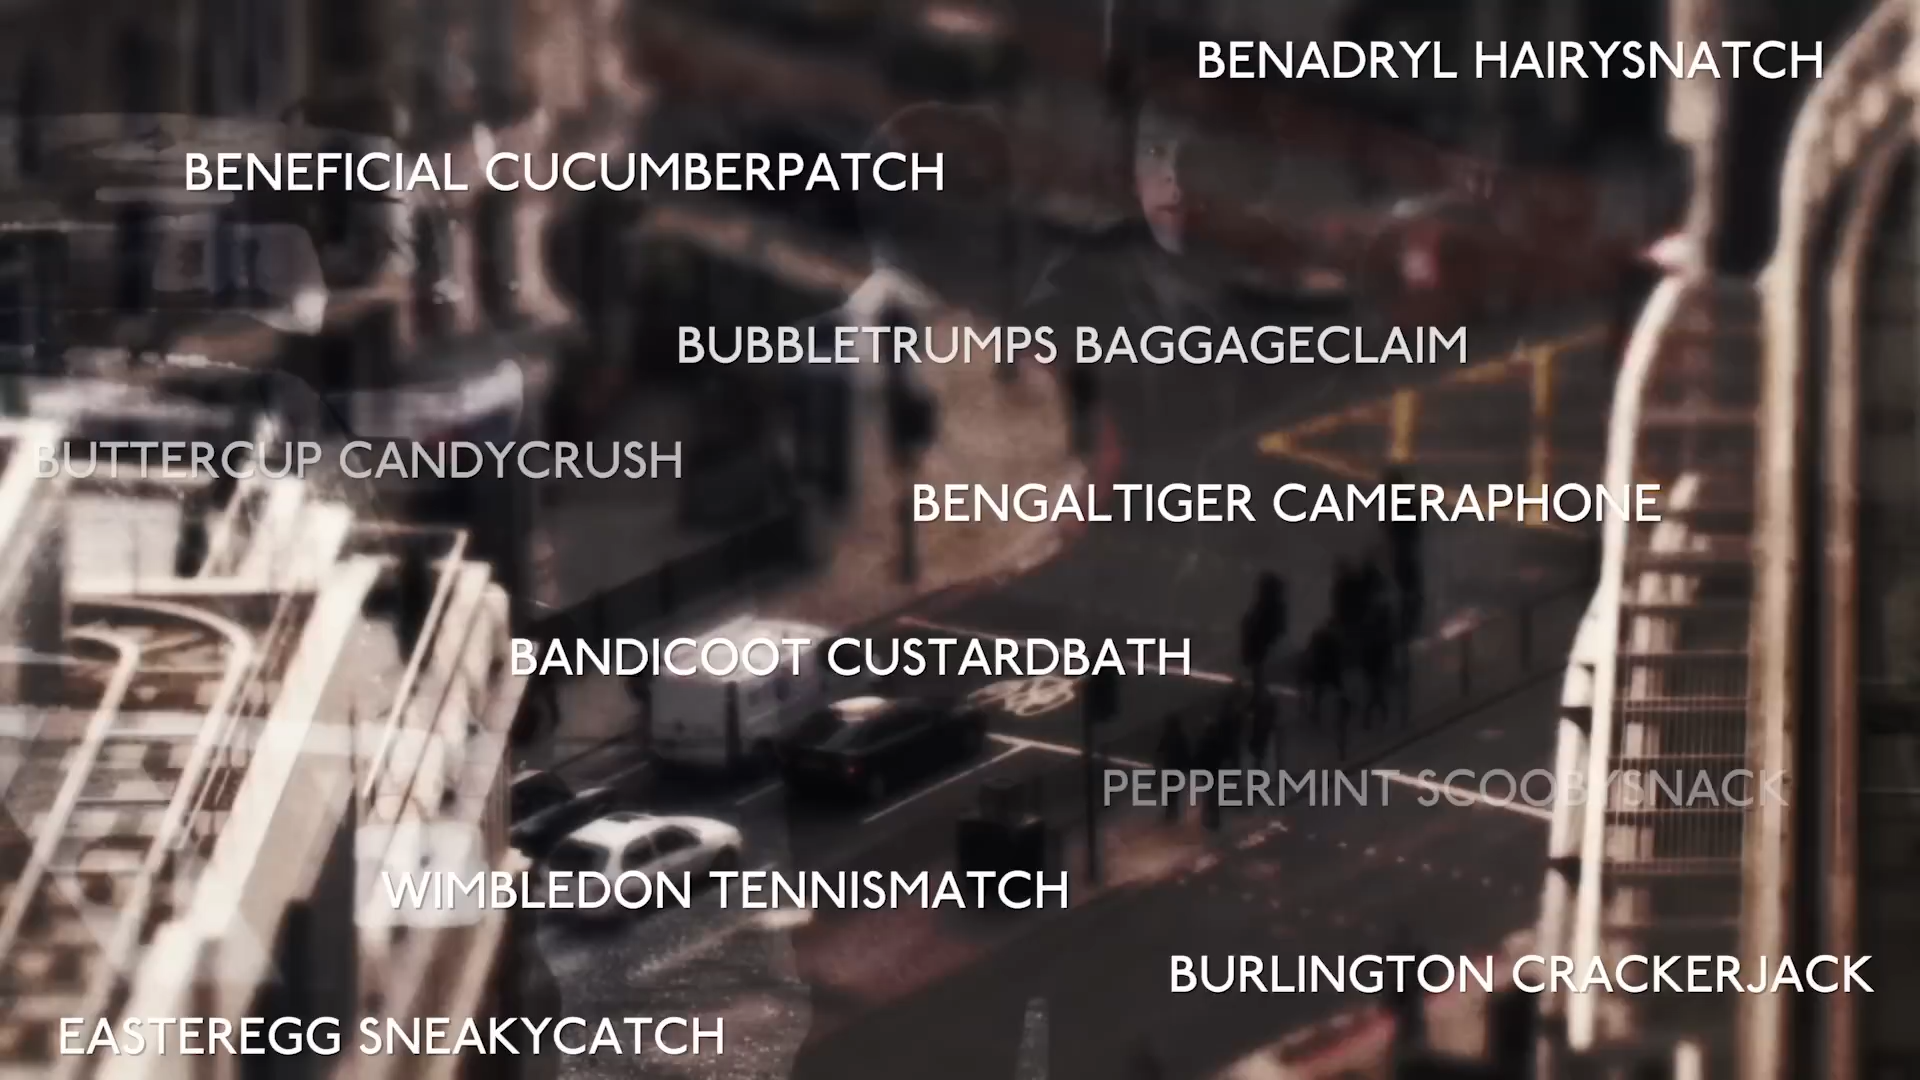 BENADRYL HAIRYSNATCH
BENEFICIAL CUCUMBERPATCH
BUBBLETRUMPS BAGGAGECLAIM
BUTTERCUP CANDYCRUSH
BENGALTIGER CAMERAPHONE
BANDICOOT CUSTARDBATH
PEPPERMINT SCOOBYSNACK
WIMBLEDON TENNISMATCH
BURLINGTON CRACKERJACK
EASTEREGG SNEAKYCATCH